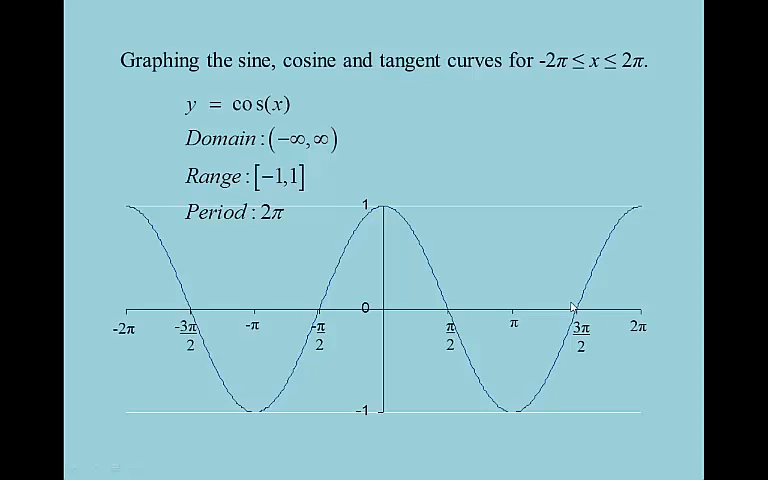 Graphing the sine, cosine and tangent curves for -2π ≤ x ≤ 2π.
y = cos(x)
Domain : (−∞, ∞)
Range : [−1,1]
Period : 2π
1
0
-2π -3π/2 -π -π/2 π/2 π 3π/2 2π
-1